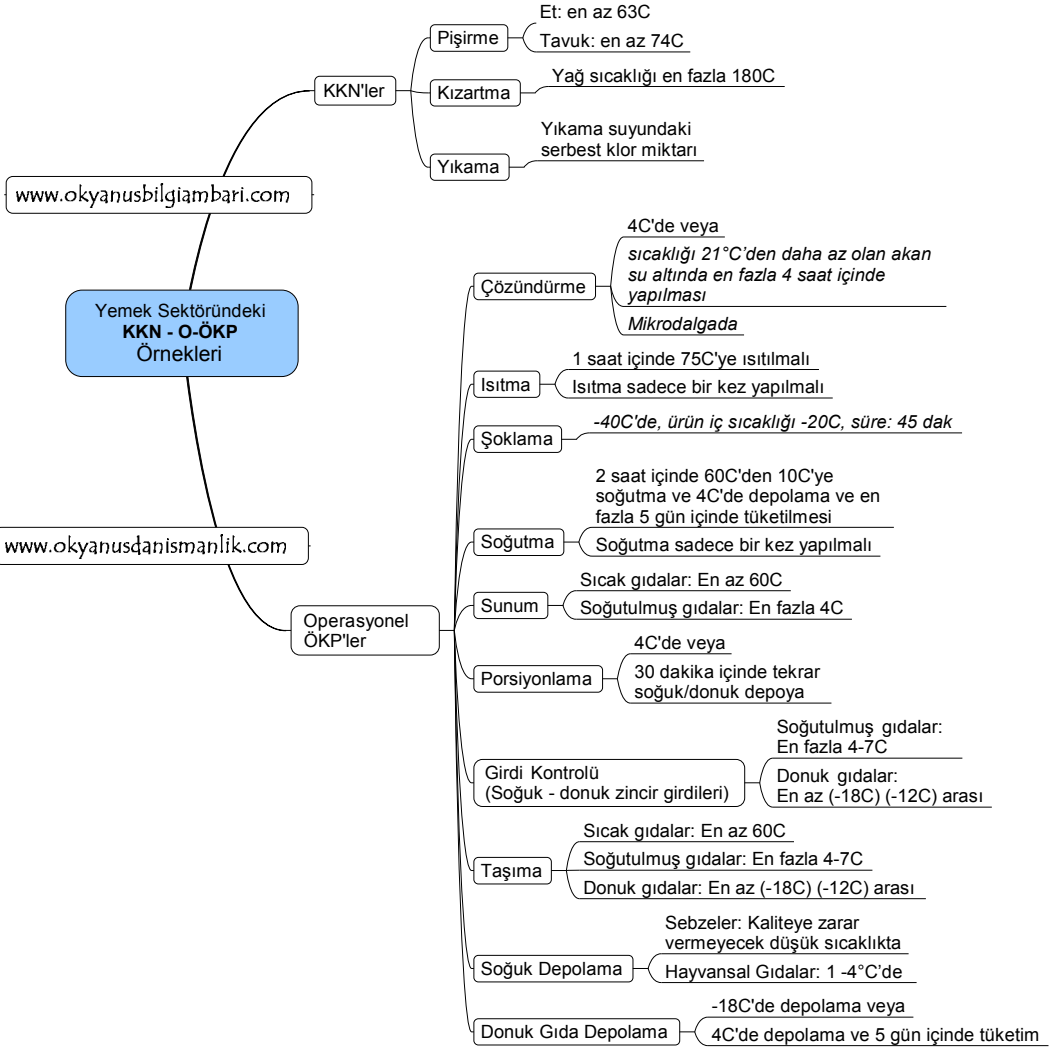 Et: en az 63C
Pişirme
Tavuk: en az 74C
KKN'ler
Yağ sıcaklığı en fazla 180C
Kızartma
Yıkama suyundaki
serbest klor miktarı
Yıkama
www.okyanusbilgiambari.com
Yemek Sektöründeki
KKN - O-ÖKP
Örnekleri
www.okyanusdanismanlik.com
Operasyonel
ÖKP'ler
Çözündürme
4C'de veya
sıcaklığı 21°C’den daha az olan akan
su altında en fazla 4 saat içinde
yapılması
Mikrodalgada
Isıtma
1 saat içinde 75C'ye ısıtılmalı
Isıtma sadece bir kez yapılmalı
Şoklama
-40C'de, ürün iç sıcaklığı -20C, süre: 45 dak
Soğutma
2 saat içinde 60C'den 10C'ye
soğutma ve 4C'de depolama ve en
fazla 5 gün içinde tüketilmesi
Soğutma sadece bir kez yapılmalı
Sunum
Sıcak gıdalar: En az 60C
Soğutulmuş gıdalar: En fazla 4C
Porsiyonlama
4C'de veya
30 dakika içinde tekrar
soğuk/donuk depoya
Girdi Kontrolü
(Soğuk - donuk zincir girdileri)
Soğutulmuş gıdalar:
En fazla 4-7C
Donuk gıdalar:
En az (-18C) (-12C) arası
Taşıma
Sıcak gıdalar: En az 60C
Soğutulmuş gıdalar: En fazla 4-7C
Donuk gıdalar: En az (-18C) (-12C) arası
Soğuk Depolama
Sebzeler: Kaliteye zarar
vermeyecek düşük sıcaklıkta
Hayvansal Gıdalar: 1 -4°C’de
Donuk Gıda Depolama
-18C'de depolama veya
4C'de depolama ve 5 gün içinde tüketim